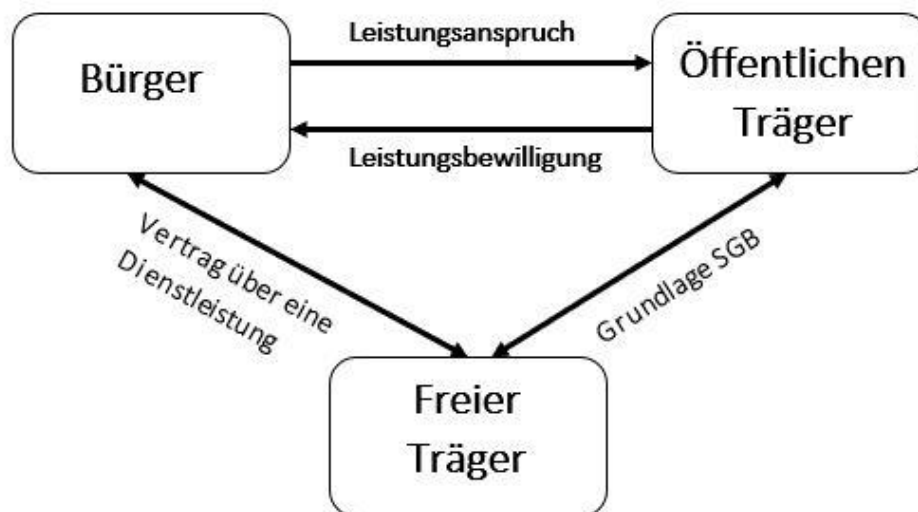 Bürger
Leistungsanspruch
Öffentlichen
Träger
Leistungsbewilligung
Vertrag über eine
Dienstleistung
Grundlage SGB
Freier
Träger